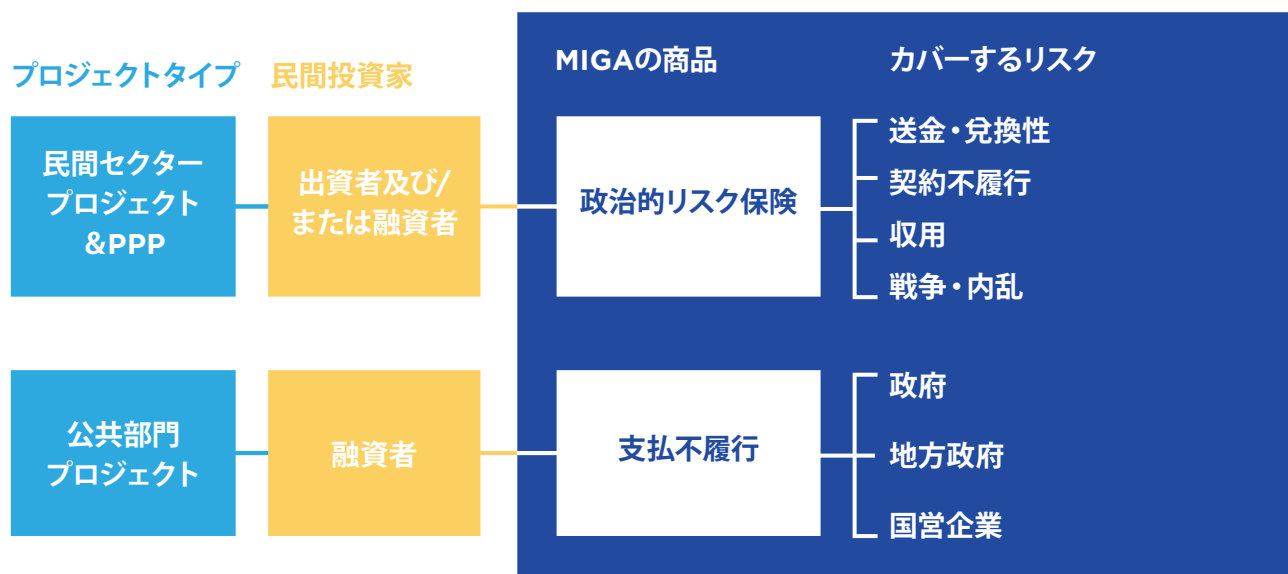 プロジェクトタイプ
民間投資家
MIGAの商品
カバーするリスク
民間セクター
プロジェクト
&PPP
出資者及び/
または融資者
政治的リスク保険
送金・兌換性
契約不履行
収用
戦争・内乱
公共部門
プロジェクト
融資者
支払不履行
政府
地方政府
国営企業